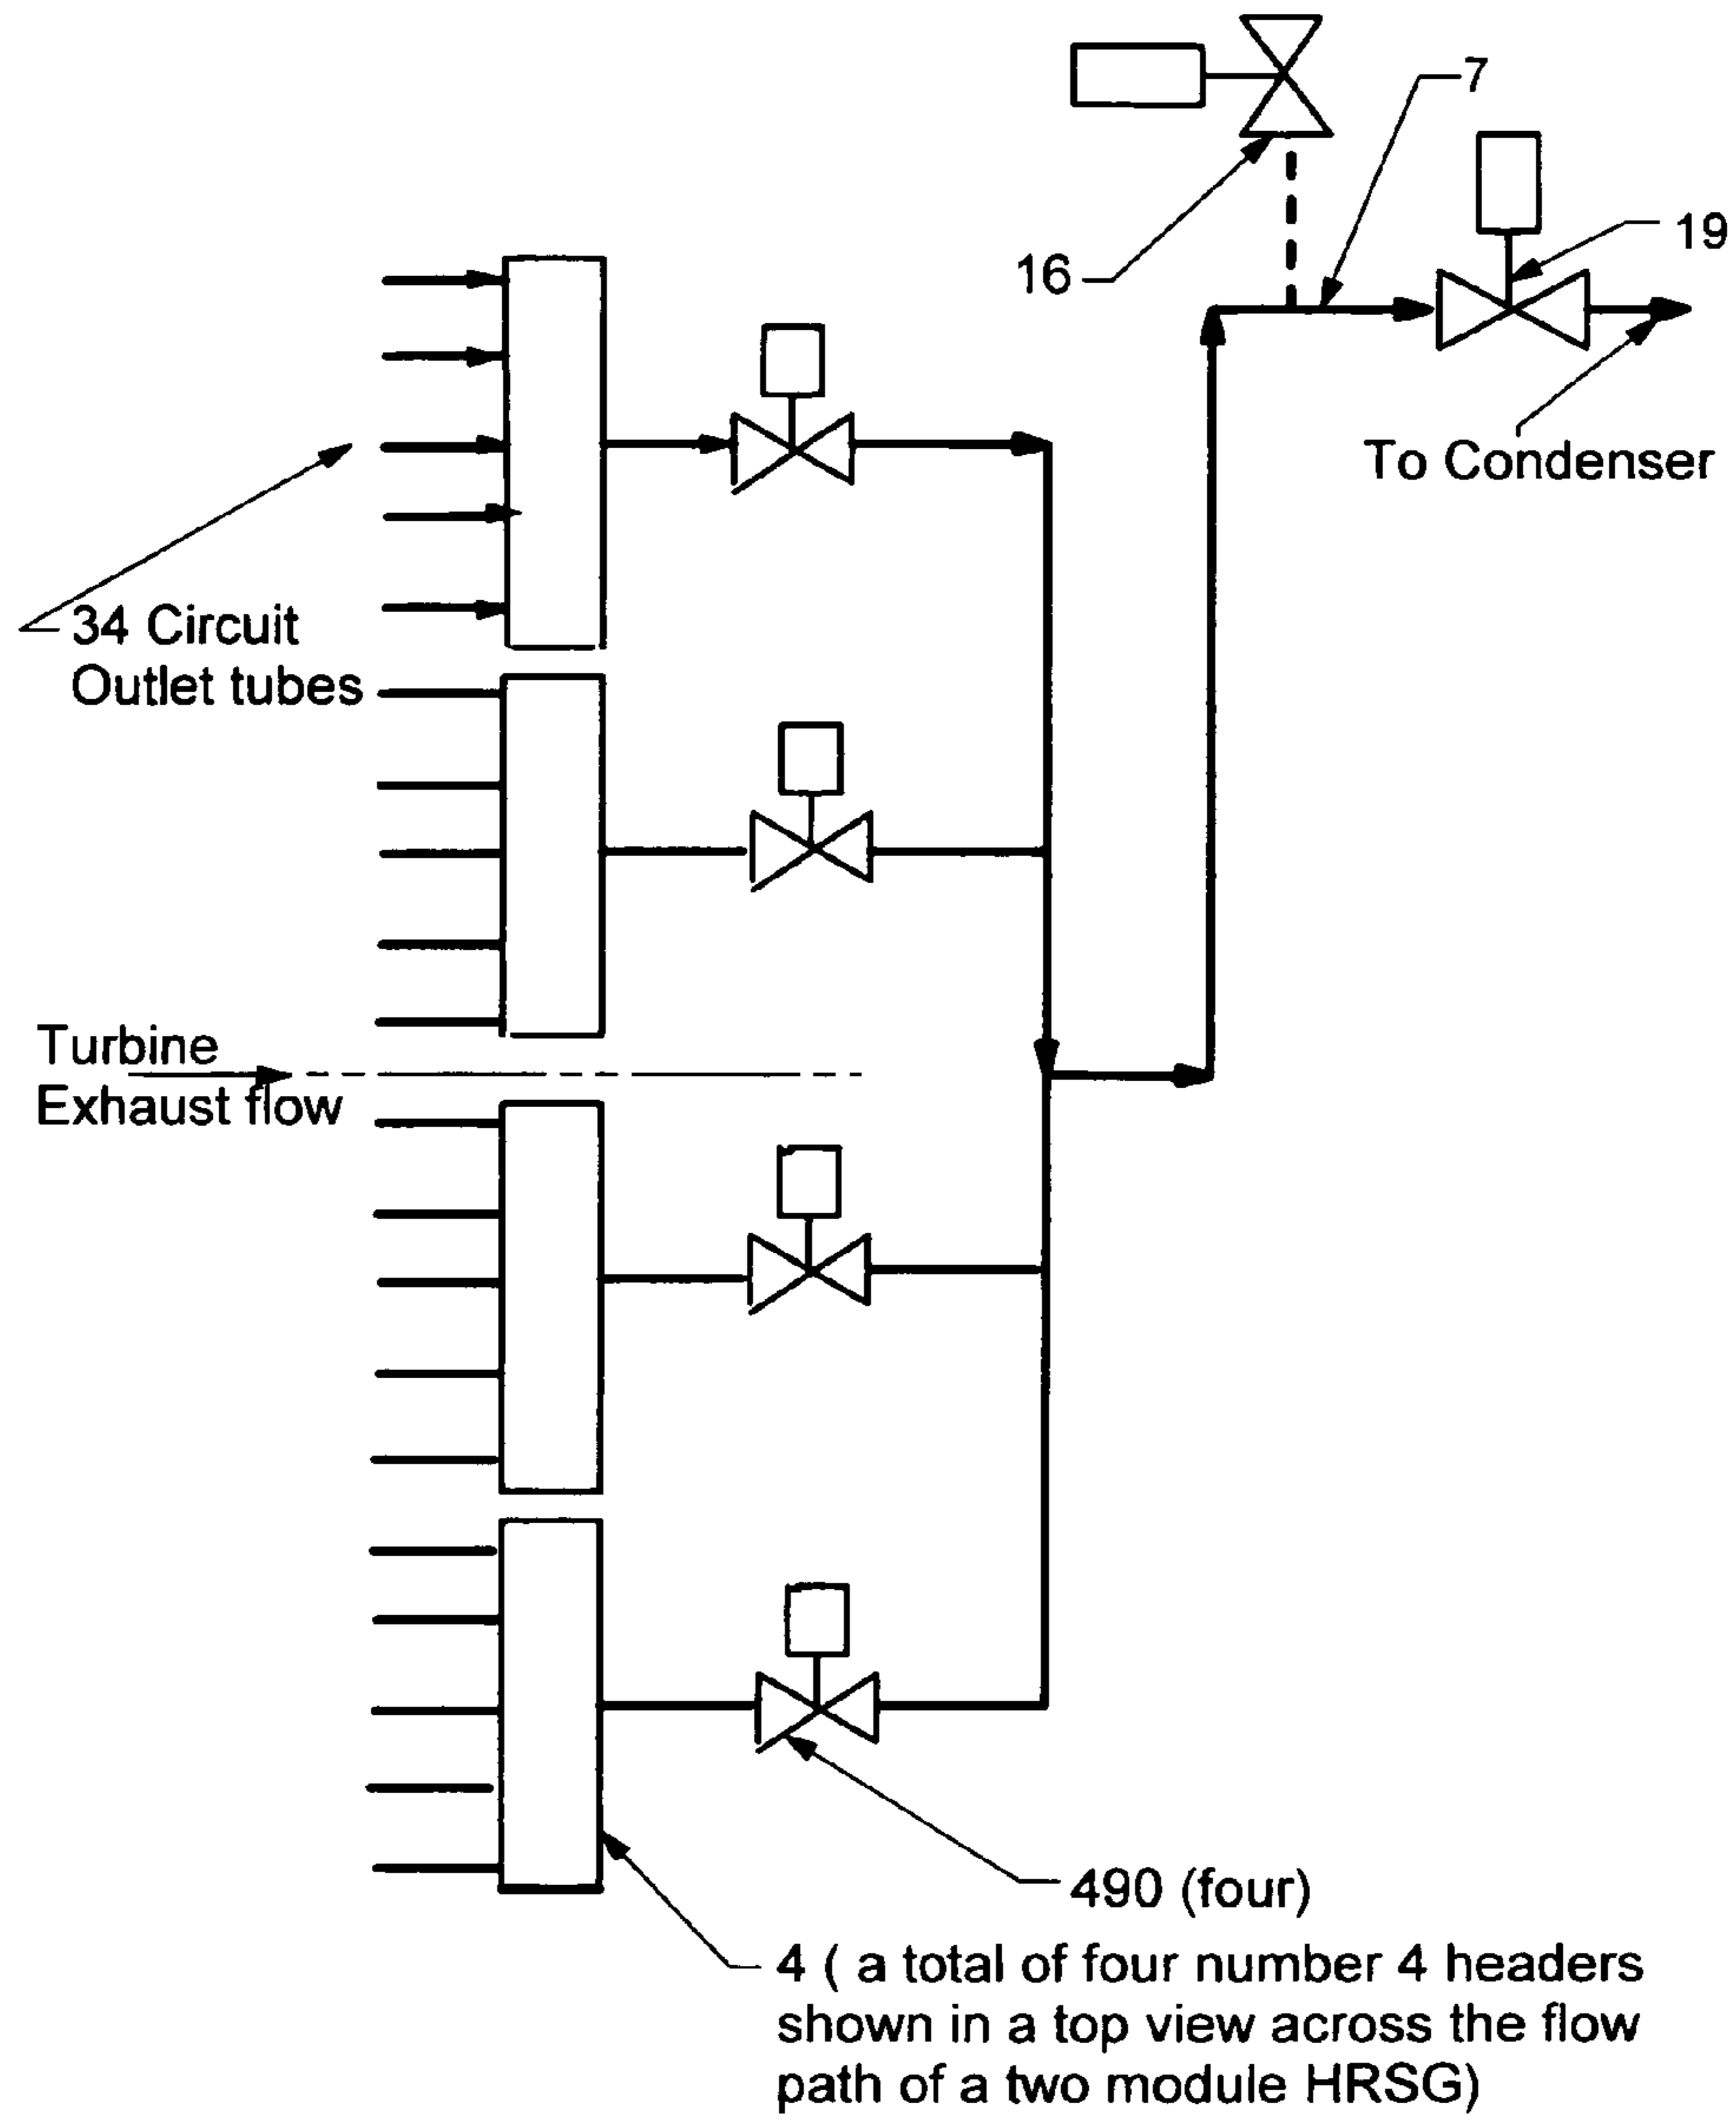 7
19
16
To Condenser
34 Circuit
Outlet tubes
Turbine
Exhaust flow
490 (four)
4 ( a total of four number 4 headers
shown in a top view across the flow
path of a two module HRSG)